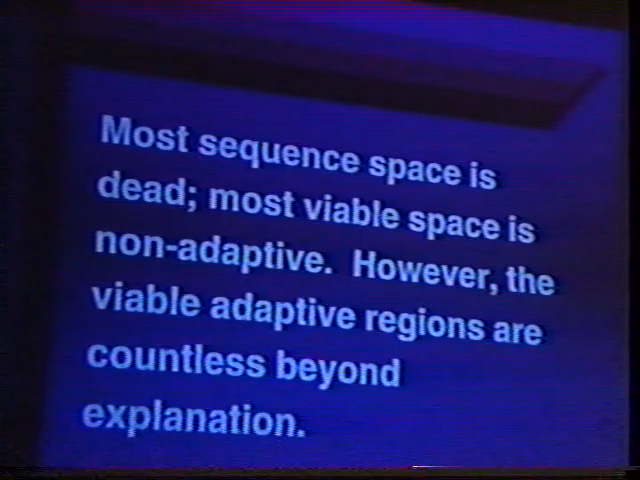 Most sequence space is
dead; most viable space is
non-adaptive. However, the
viable adaptive regions are
countless beyond
explanation.